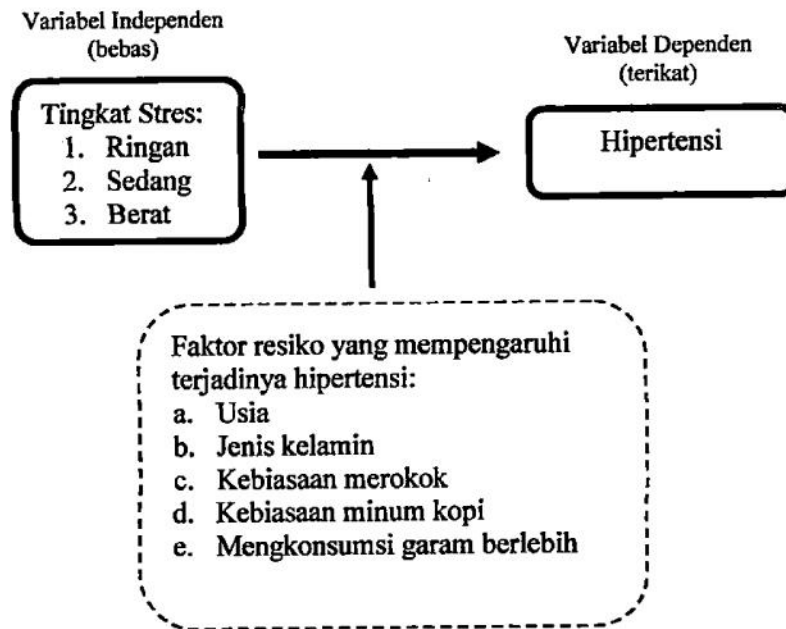 Variabel Independen
(bebas)
Tingkat Stres:
1. Ringan
2. Sedang
3. Berat
Variabel Dependen
(terikat)
Hipertensi
Faktor resiko yang mempengaruhi
terjadinya hipertensi:
a. Usia
b. Jenis kelamin
c. Kebiasaan merokok
d. Kebiasaan minum kopi
e. Mengkonsumsi garam berlebih